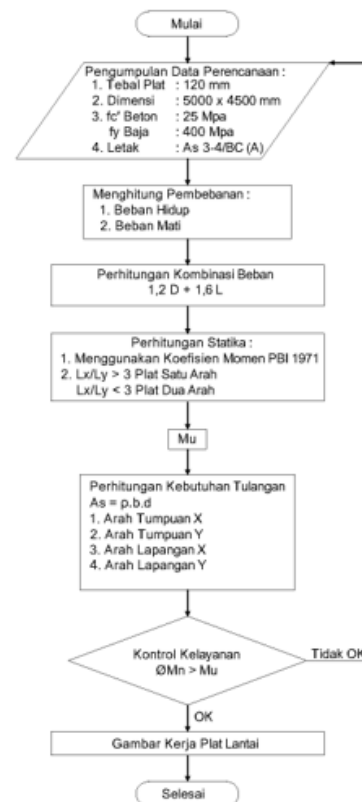 Mulai
Pengumpulan Data Perencanaan :
1. Tebal Plat : 120 mm
2. Dimensi : 5000 x 4500 mm
3. fc' Beton : 25 Mpa
fy Baja : 400 Mpa
4. Letak : As 3-4/BC (A)
Menghitung Pembebanan :
1. Beban Hidup
2. Beban Mati
Perhitungan Kombinasi Beban
1,2 D + 1,6 L
Perhitungan Statika :
1. Menggunakan Koefisien Momen PBI 1971
2. Lx/Ly > 3 Plat Satu Arah
Lx/Ly < 3 Plat Dua Arah
Mu
Perhitungan Kebutuhan Tulangan
As = p.b.d
1. Arah Tumpuan X
2. Arah Tumpuan Y
3. Arah Lapangan X
4. Arah Lapangan Y
Kontrol Kelayanan
ØMn > Mu
Tidak OK
OK
Gambar Kerja Plat Lantai
Selesai